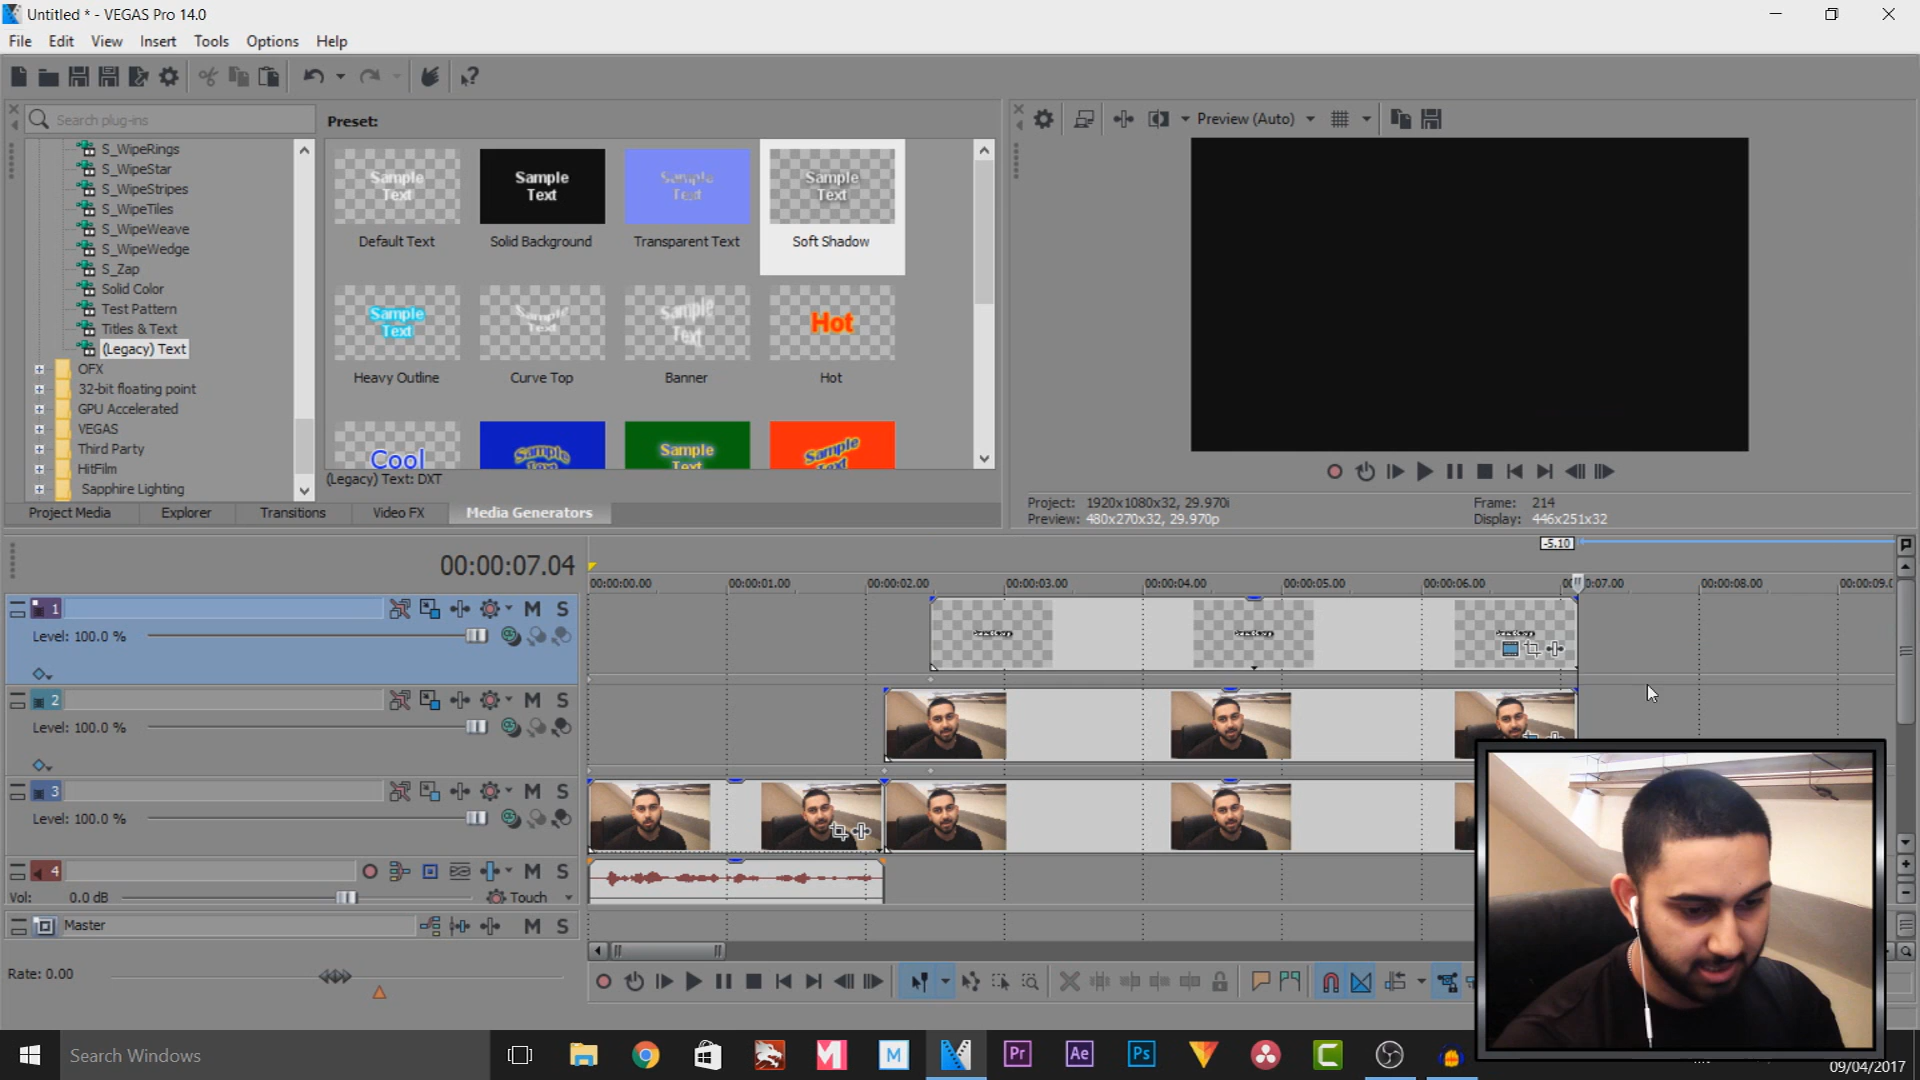 Untitled * - VEGAS Pro 14.0
File Edit View Insert Tools Options Help
Search plug-ins
Preset:
Preview (Auto)
S_WipeRings
S_WipeStar
S_WipeStripes
S_WipeTiles
S_WipeWeave
S_WipeWedge
S_Zap
Solid Color
Test Pattern
Titles & Text
(Legacy) Text
OFX
32-bit floating point
GPU Accelerated
VEGAS
Third Party
HitFilm
Sapphire Lighting
Sample Text
Default Text
Sample Text
Solid Background
Sample Text
Transparent Text
Sample Text
Soft Shadow
Sample Text
Heavy Outline
Sample Text
Curve Top
Sample Text
Banner
Hot
Hot
Cool
Sample Text
Sample Text
Sample Text
(Legacy) Text: DXT
Project Media Explorer Transitions Video FX Media Generators
Project: 1920x1080x32, 29.970i
Preview: 480x270x32, 29.970p
Frame: 214
Display: 446x251x32
-5.10
00:00:07.04
00:00:00.00 00:00:01.00 00:00:02.00 00:00:03.00 00:00:04.00 00:00:05.00 00:00:06.00 0:07.00 00:00:08.00 00:00:09.0
1
M S
Level: 100.0 %
2
M S
Level: 100.0 %
3
M S
Level: 100.0 %
4
M S
Vol: 0.0 dB Touch
Master
M S
Rate: 0.00
Search Windows
M M Pr Ae Ps C
09/04/2017